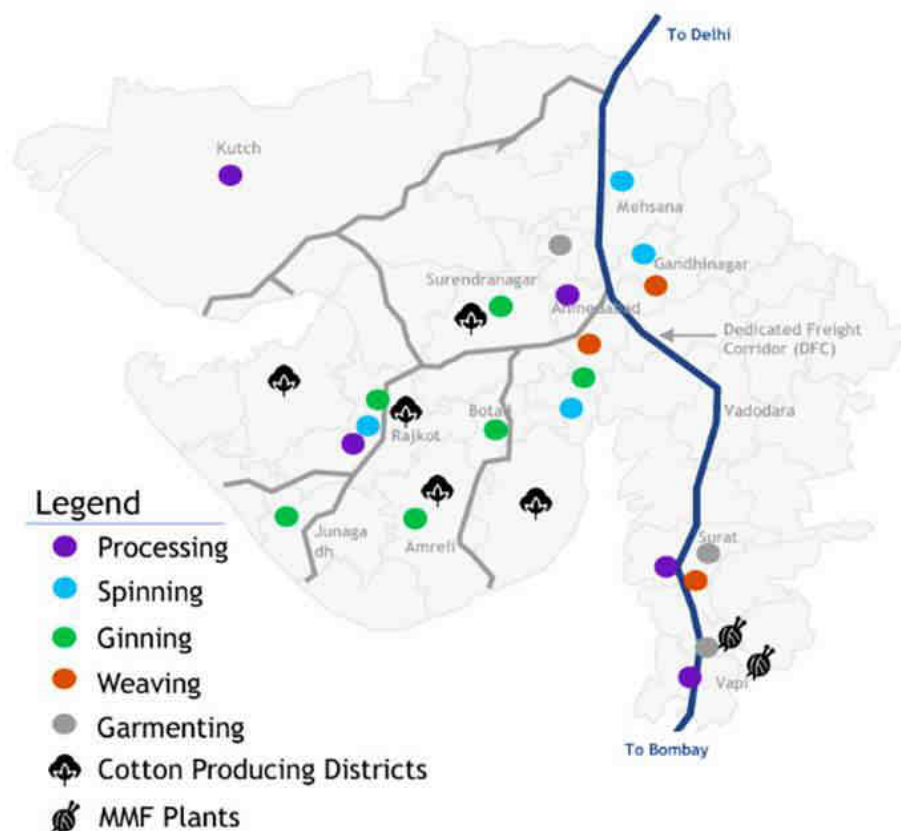 To Delhi
Kutch
Mehsana
Gandhinagar
Surendranagar
Ahmedabad
Dedicated Freight
Corridor (DFC)
Vadodara
Botad
Rajkot
Junaga
dh
Amreli
Surat
Vapi
To Bombay
Legend
Processing
Spinning
Ginning
Weaving
Garmenting
Cotton Producing Districts
MMF Plants